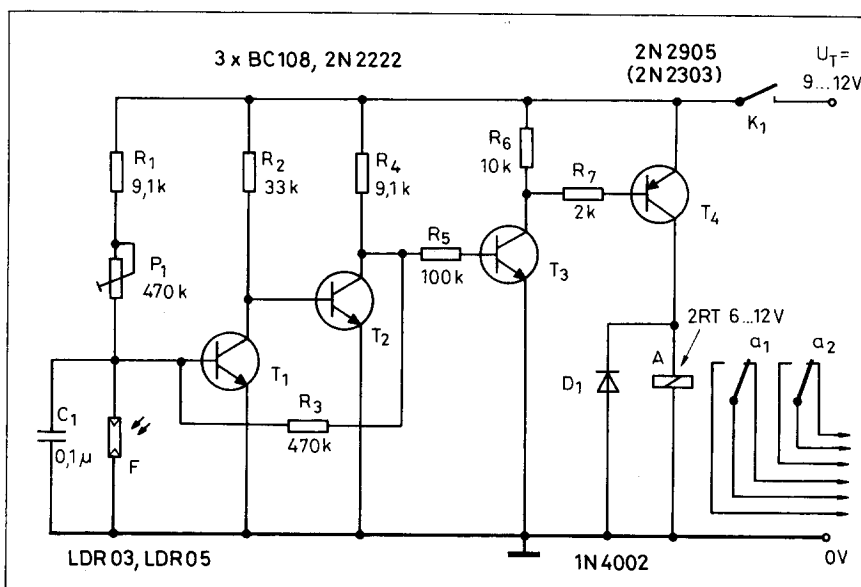 3 x BC108, 2N2222
2N2905
(2N2303)
U_T =
9...12V
K₁
R₁
9,1k
R₂
33k
R₄
9,1k
R₆
10k
R₇
2k
T₄
P₁
470k
R₅
100k
T₃
T₂
T₁
2RT 6...12V
a₁
a₂
A
D₁
R₃
470k
C₁
0,1µ
F
LDR03, LDR05
1N4002
0V